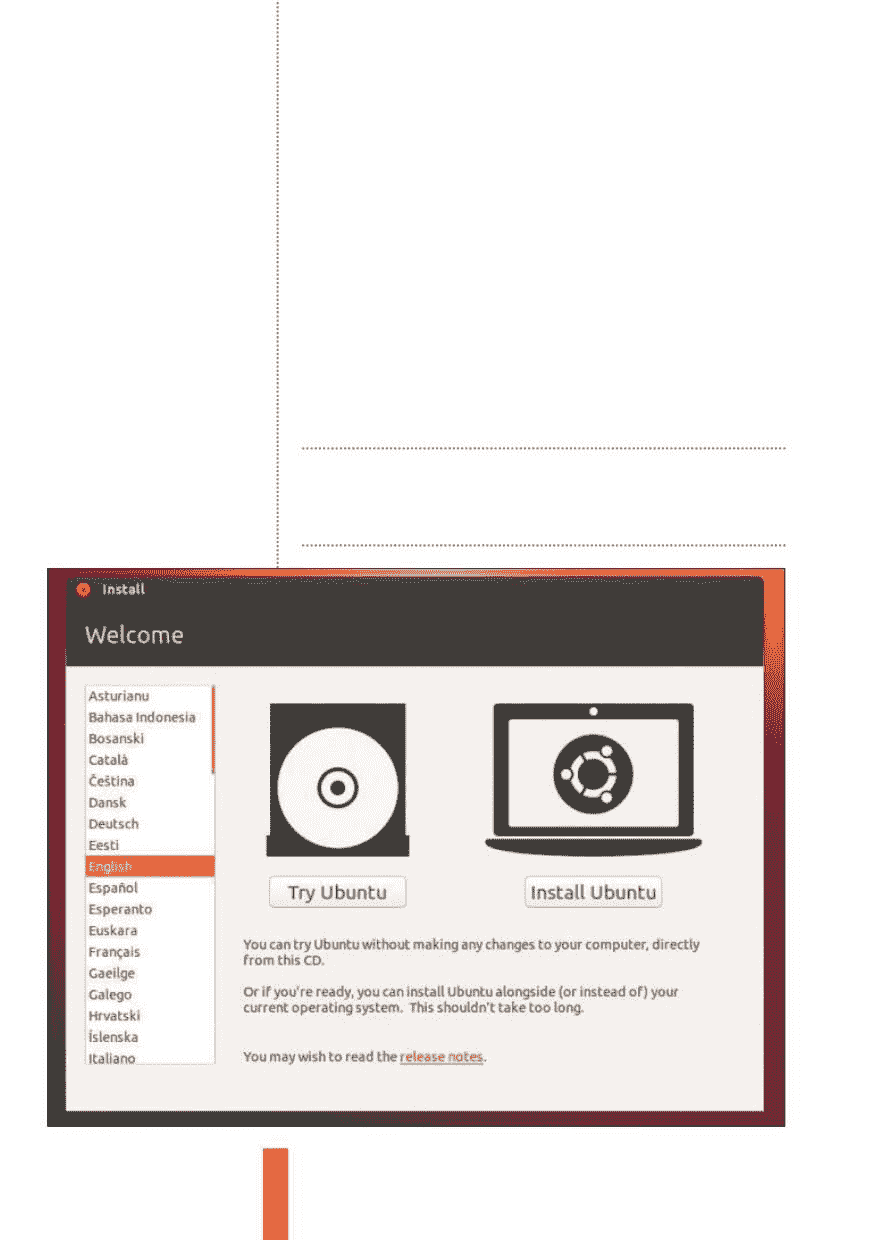 Install
Welcome
Asturianu
Bahasa Indonesia
Bosanski
Català
Čeština
Dansk
Deutsch
Eesti
English
Español
Esperanto
Euskara
Français
Gaeilge
Galego
Hrvatski
Íslenska
Italiano
Try Ubuntu
Install Ubuntu
You can try Ubuntu without making any changes to your computer, directly
from this CD.
Or if you're ready, you can install Ubuntu alongside (or instead of) your
current operating system. This shouldn't take too long.
You may wish to read the release notes.